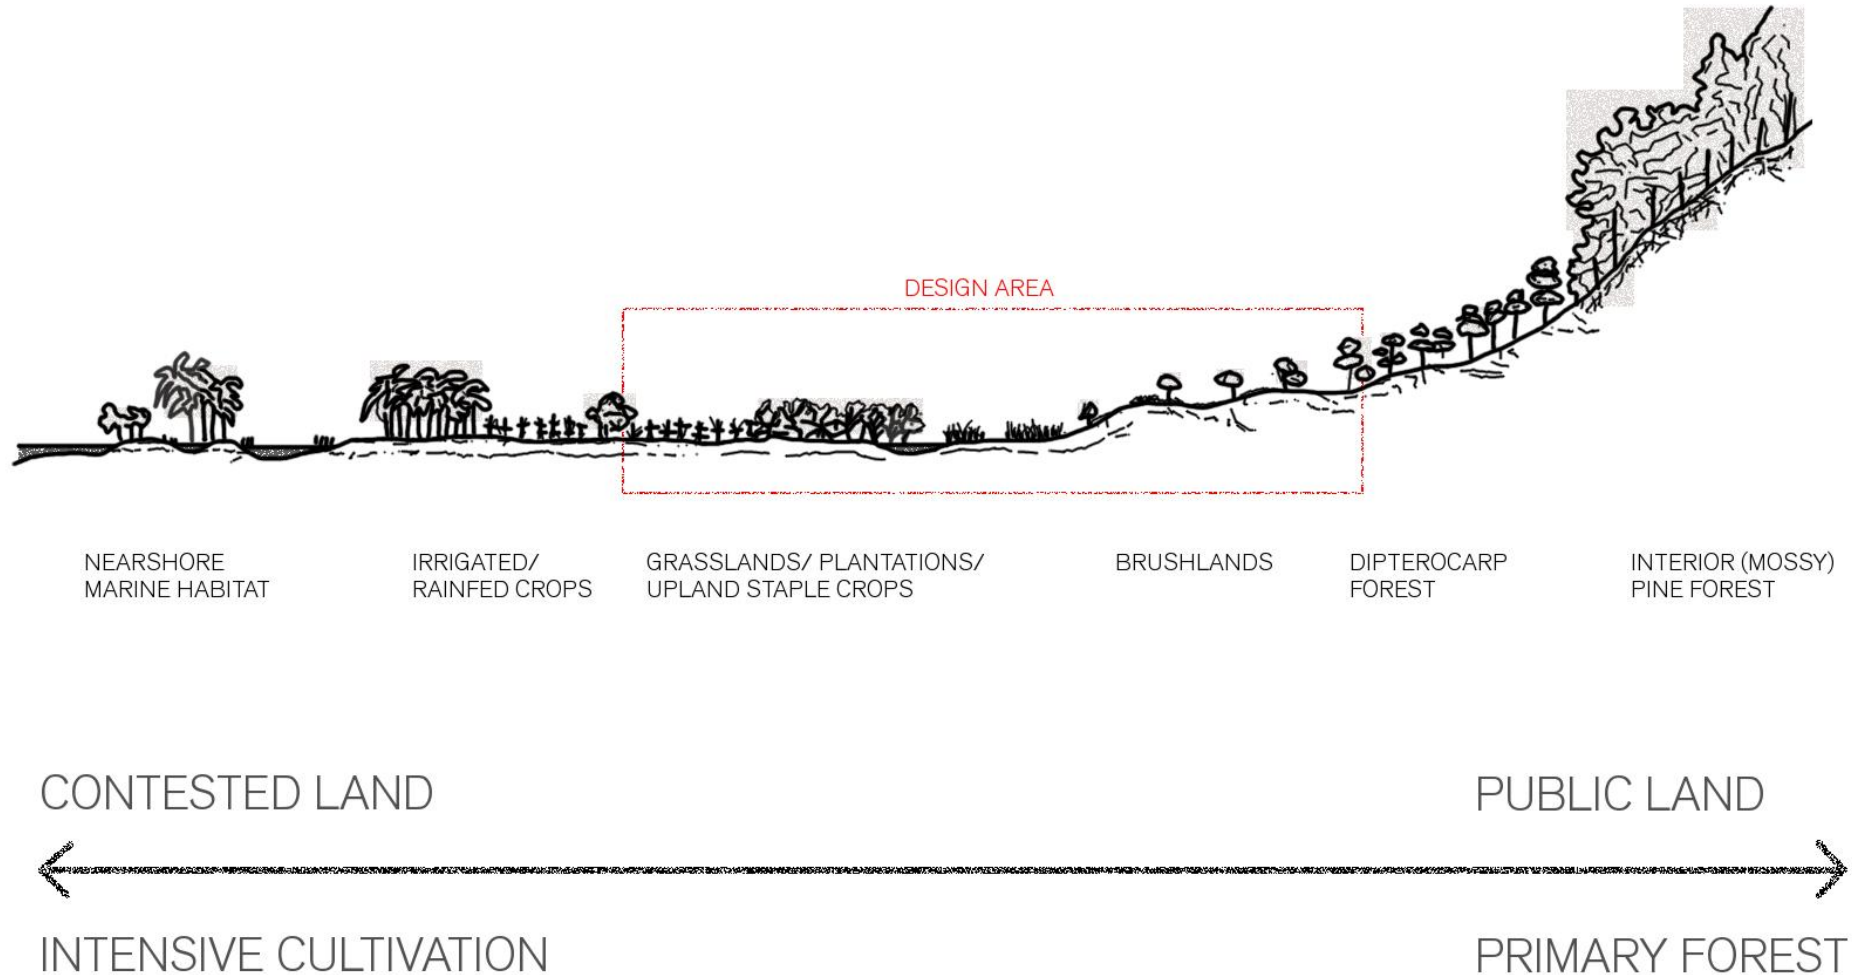 DESIGN AREA
NEARSHORE
MARINE HABITAT
IRRIGATED/
RAINFED CROPS
GRASSLANDS/ PLANTATIONS/
UPLAND STAPLE CROPS
BRUSHLANDS
DIPTEROCARP
FOREST
INTERIOR (MOSSY)
PINE FOREST
CONTESTED LAND
PUBLIC LAND
INTENSIVE CULTIVATION
PRIMARY FOREST